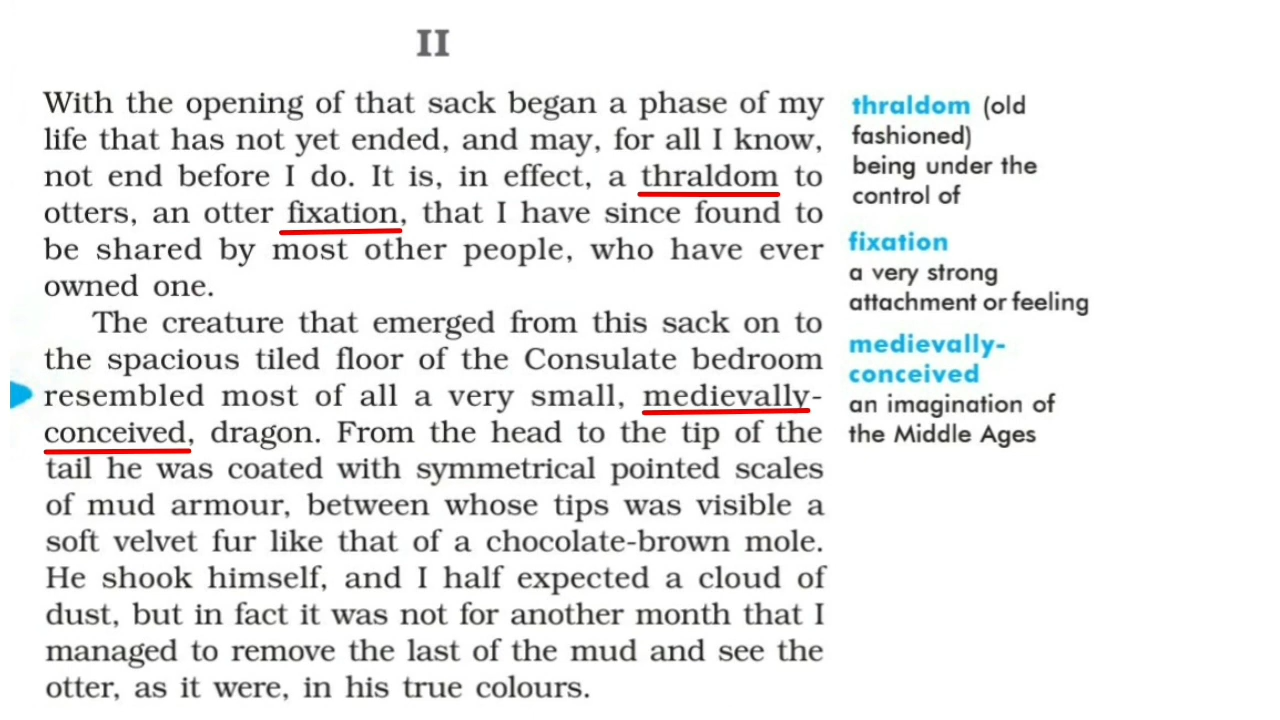 II
With the opening of that sack began a phase of my
life that has not yet ended, and may, for all I know,
not end before I do. It is, in effect, a thraldom to
otters, an otter fixation, that I have since found to
be shared by most other people, who have ever
owned one.
The creature that emerged from this sack on to
the spacious tiled floor of the Consulate bedroom
resembled most of all a very small, medievally-
conceived, dragon. From the head to the tip of the
tail he was coated with symmetrical pointed scales
of mud armour, between whose tips was visible a
soft velvet fur like that of a chocolate-brown mole.
He shook himself, and I half expected a cloud of
dust, but in fact it was not for another month that I
managed to remove the last of the mud and see the
otter, as it were, in his true colours.
thraldom (old
fashioned)
being under the
control of
fixation
a very strong
attachment or feeling
medievally-
conceived
an imagination of
the Middle Ages